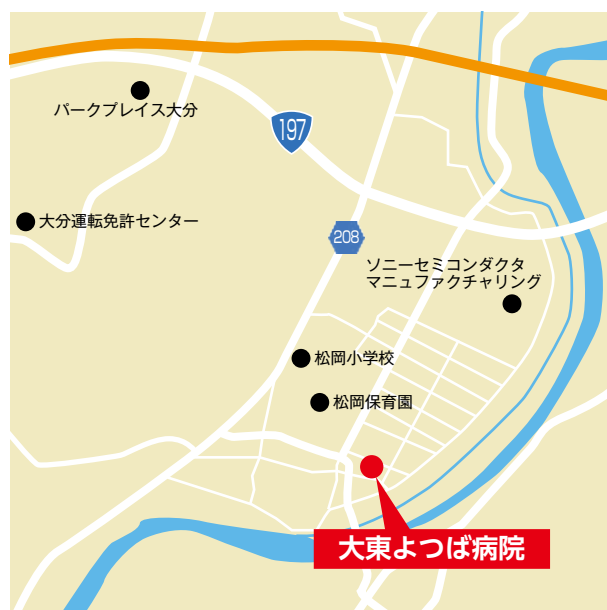 パークプレイス大分
197
大分運転免許センター
208
ソニーセミコンダクタ
マニュファクチャリング
松岡小学校
松岡保育園
大東よつば病院